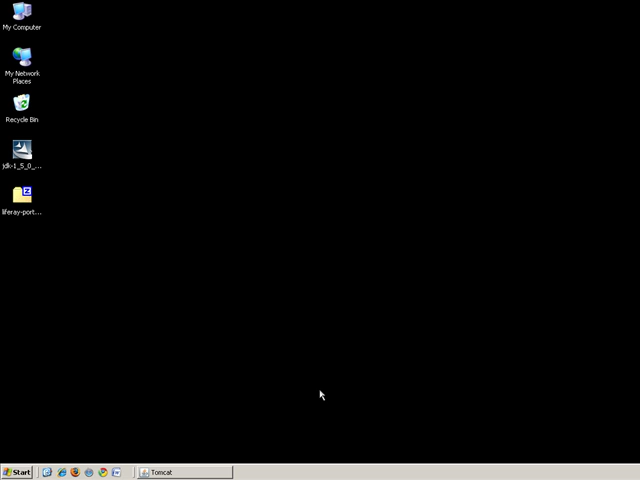 My Computer
My Network
Places
Recycle Bin
jdk-1_5_0_...
liferay-port...
Start
Tomcat